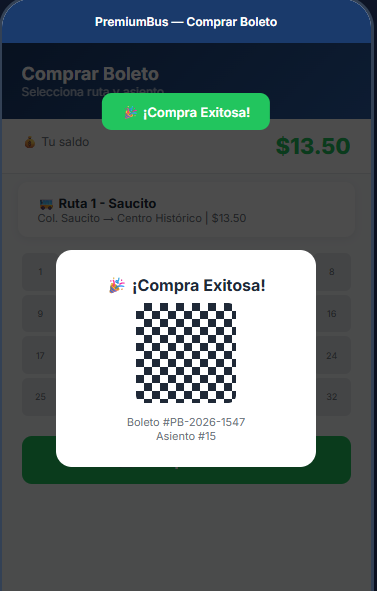 PremiumBus — Comprar Boleto
Comprar Boleto
Selecciona ruta y asiento
🎉 ¡Compra Exitosa!
💰 Tu saldo
$13.50
🚌 Ruta 1 - Saucito
Col. Saucito → Centro Histórico | $13.50
1
8
9
16
17
24
25
32
🎉 ¡Compra Exitosa!
Boleto #PB-2026-1547
Asiento #15